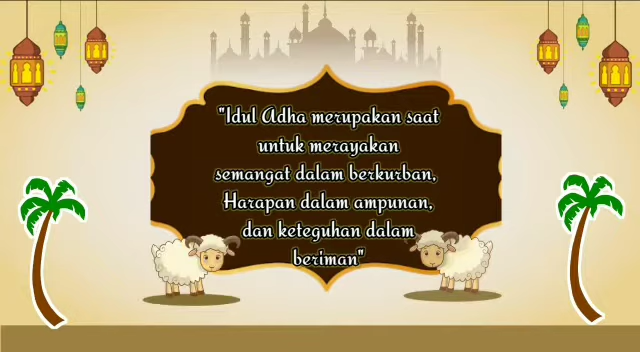 "Idul Adha merupakan saat
untuk merayakan
semangat dalam berkurban,
Harapan dalam ampunan,
dan keteguhan dalam
beriman"